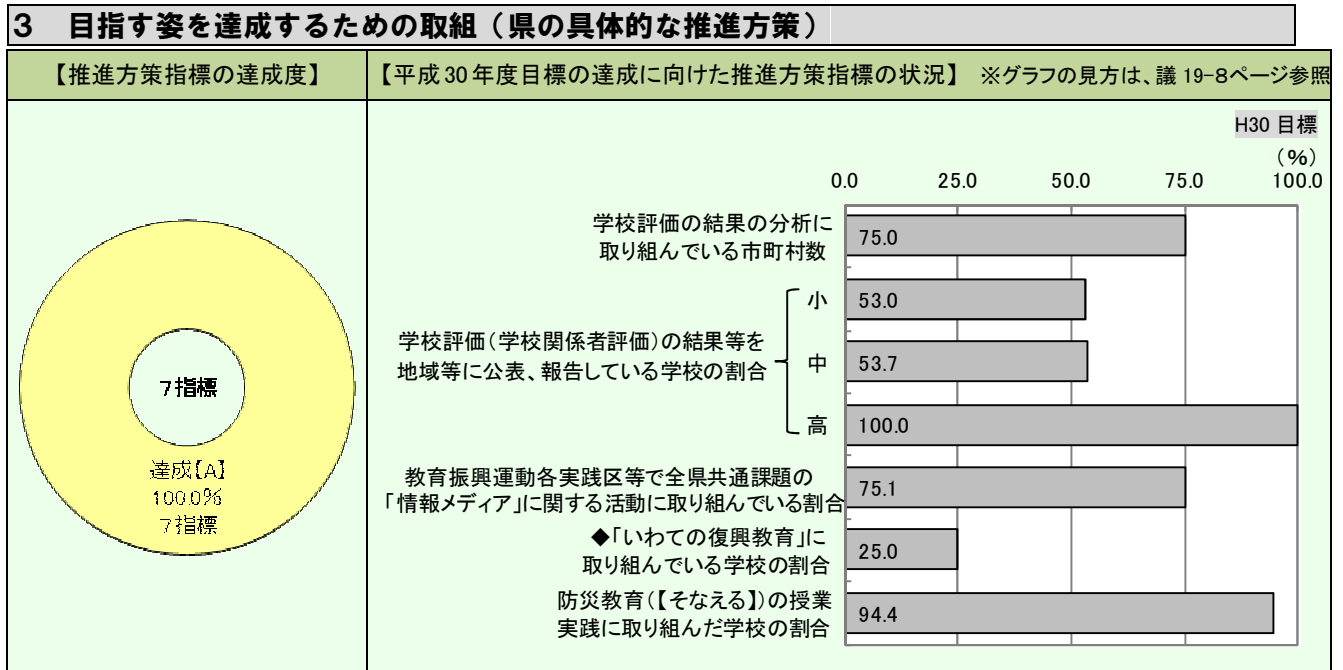 ３　目指す姿を達成するための取組（県の具体的な推進方策）
【推進方策指標の達成度】
【平成30年度目標の達成に向けた推進方策指標の状況】 ※グラフの見方は、議19-8ページ参照
7指標
達成【A】
100.0%
7指標
H30 目標
（%）
0.0 25.0 50.0 75.0 100.0
学校評価の結果の分析に
取り組んでいる市町村数
75.0
学校評価（学校関係者評価）の結果等を
地域等に公表、報告している学校の割合
小
53.0
中
53.7
高
100.0
教育振興運動各実践区等で全県共通課題の
「情報メディア」に関する活動に取り組んでいる割合
75.1
◆「いわての復興教育」に
取り組んでいる学校の割合
25.0
防災教育（【そなえる】）の授業
実践に取り組んだ学校の割合
94.4